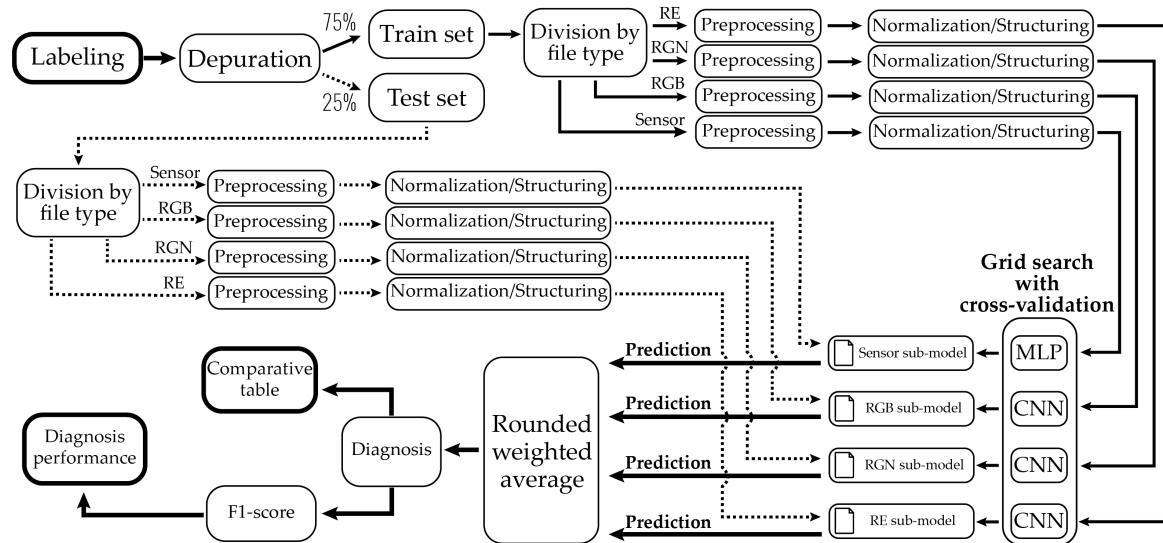 Labeling
Depuration
75%
25%
Train set
Test set
Division by
file type
RE
Preprocessing
Normalization/Structuring
RGN
Preprocessing
Normalization/Structuring
RGB
Preprocessing
Normalization/Structuring
Sensor
Preprocessing
Normalization/Structuring
Division by
file type
Sensor
Preprocessing
Normalization/Structuring
RGB
Preprocessing
Normalization/Structuring
RGN
Preprocessing
Normalization/Structuring
RE
Preprocessing
Normalization/Structuring
Grid search
with
cross-validation
MLP
CNN
CNN
CNN
Sensor sub-model
RGB sub-model
RGN sub-model
RE sub-model
Prediction
Prediction
Prediction
Prediction
Rounded
weighted
average
Diagnosis
Comparative
table
F1-score
Diagnosis
performance